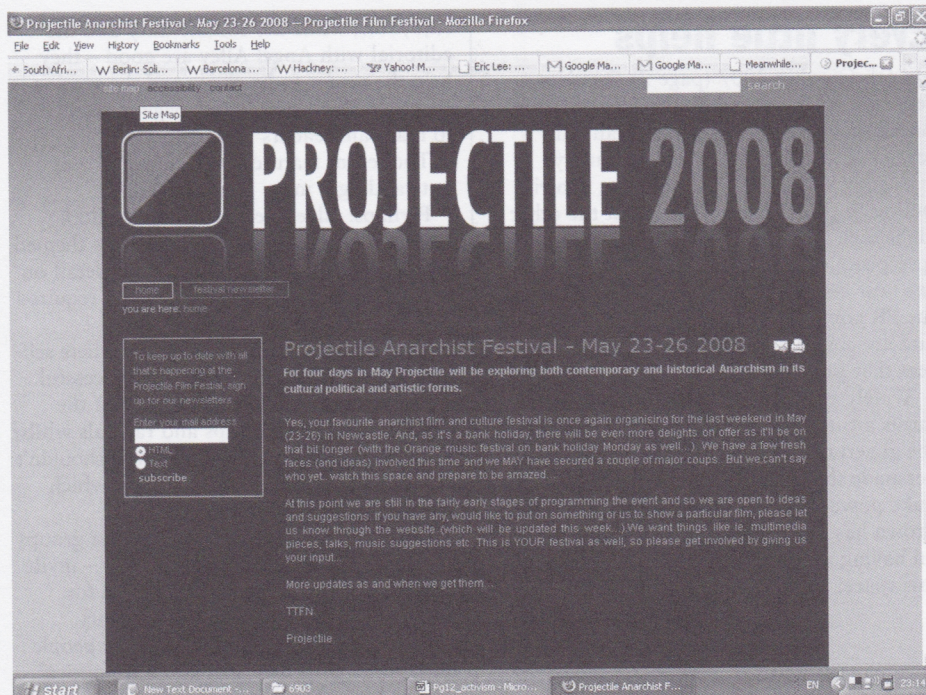 Projectile Anarchist Festival - May 23-26 2008 — Projectile Film Festival - Mozilla Firefox
File Edit View History Bookmarks Tools Help
South Afri... Berlin: Soli... Barcelona ... Hackney: ... Yahoo! M... Eric Lee: ... Google Ma... Google Ma... Meanwhile... Projec...
site map accessibility contact search
Site Map
PROJECTILE 2008
home festival newsletter
you are here: home
To keep up to date with all
that's happening at the
Projectile Film Festival, sign
up for our newsletters.
Enter your mail address
HTML
Text
subscribe
Projectile Anarchist Festival - May 23-26 2008
For four days in May Projectile will be exploring both contemporary and historical Anarchism in its
cultural political and artistic forms.
Yes, your favourite anarchist film and culture festival is once again organising for the last weekend in May
(23-26) in Newcastle. And, as it's a bank holiday, there will be even more delights on offer as it'll be on
that bit longer (with the Orange music festival on bank holiday Monday as well...). We have a few fresh
faces (and ideas) involved this time and we MAY have secured a couple of major coups. But we can't say
who yet.. watch this space and prepare to be amazed...
At this point we are still in the fairly early stages of programming the event and so we are open to ideas
and suggestions. If you have any, would like to put on something or us to show a particular film, please let
us know through the website (which will be updated this week...).We want things like ie. multimedia
pieces, talks, music suggestions etc. This is YOUR festival as well, so please get involved by giving us
your input...
More updates as and when we get them...
TTFN.
Projectile
start New Text Document -... 6903 Pg12_activism - Micro... Projectile Anarchist F... EN 23:14